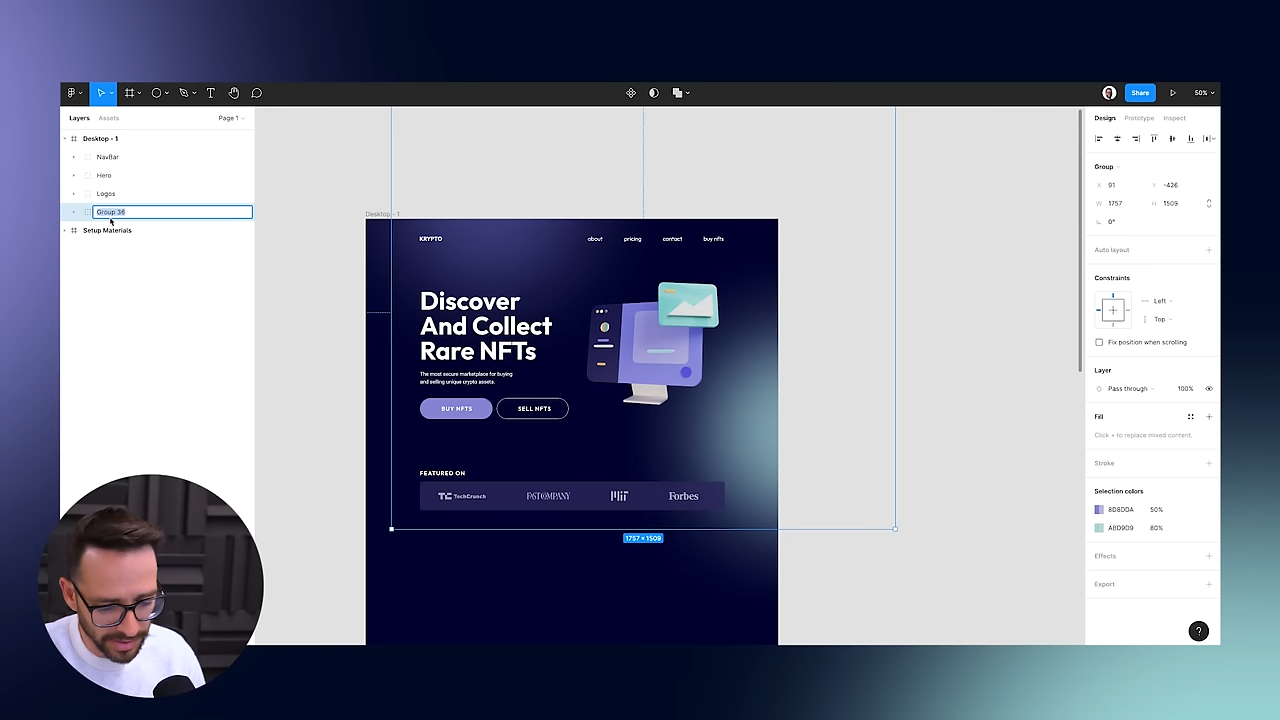 Share
50%
Layers
Assets
Page 1
Desktop - 1
NavBar
Hero
Logos
Group 36
Setup Materials
Desktop - 1
KRYPTO
about
pricing
contact
buy nfts
Discover
And Collect
Rare NFTs
The most secure marketplace for buying
and selling unique crypto assets.
BUY NFTS
SELL NFTS
FEATURED ON
TC TechCrunch
FAST COMPANY
MIT
Forbes
1757 × 1509
Design
Prototype
Inspect
Group
X 91
Y -426
W 1757
H 1509
0°
Auto layout
Constraints
Left
Top
Fix position when scrolling
Layer
Pass through
100%
Fill
Click + to replace mixed content.
Stroke
Selection colors
8D8DDA 50%
ABD9D9 80%
Effects
Export
?